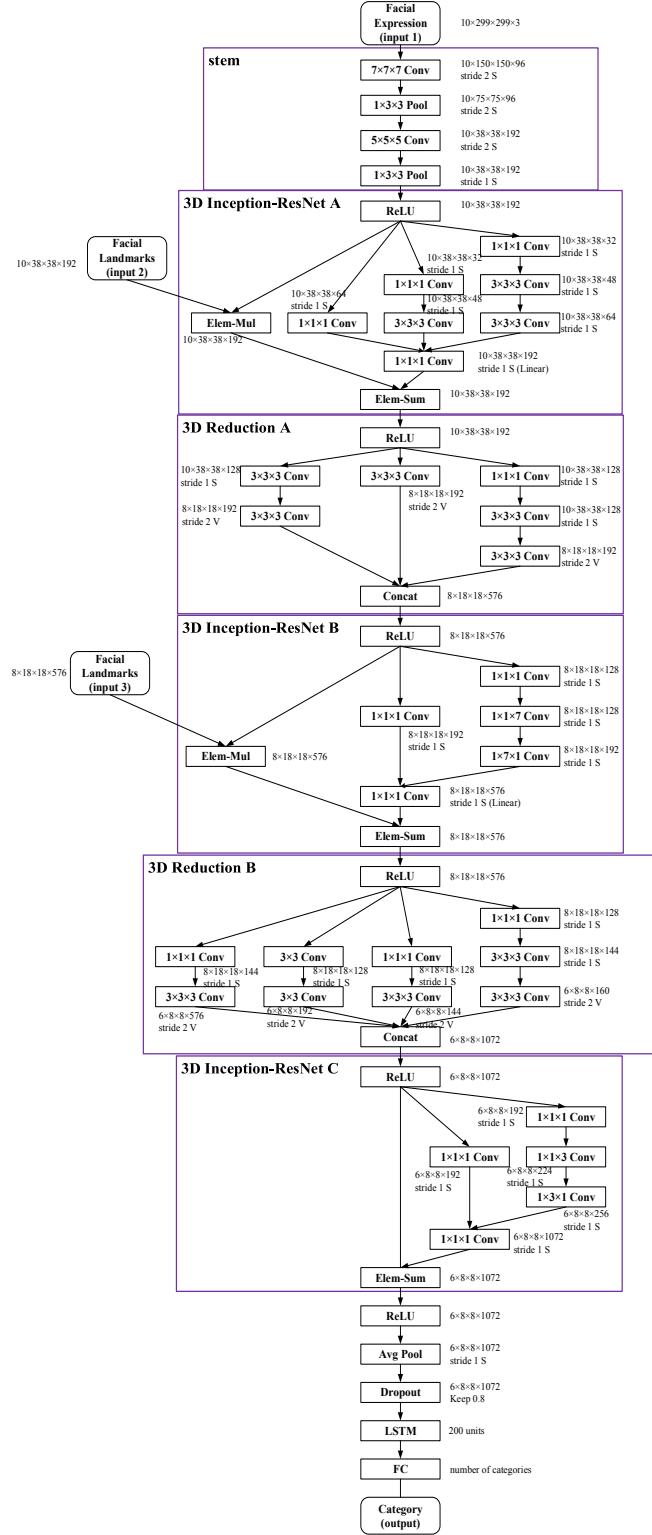 Facial
Expression
(input 1)
10×299×299×3
stem
7×7×7 Conv
10×150×150×96
stride 2 S
1×3×3 Pool
10×75×75×96
stride 2 S
5×5×5 Conv
10×38×38×192
stride 2 S
1×3×3 Pool
10×38×38×192
stride 1 S
3D Inception-ResNet A
ReLU
10×38×38×192
Facial
Landmarks
(input 2)
10×38×38×192
1×1×1 Conv
10×38×38×32
stride 1 S
10×38×38×32
stride 1 S
1×1×1 Conv
3×3×3 Conv
10×38×38×48
stride 1 S
10×38×38×64
stride 1 S
10×38×38×48
stride 1 S
Elem-Mul
10×38×38×192
1×1×1 Conv
3×3×3 Conv
3×3×3 Conv
10×38×38×64
stride 1 S
1×1×1 Conv
10×38×38×192
stride 1 S (Linear)
Elem-Sum
10×38×38×192
3D Reduction A
ReLU
10×38×38×192
10×38×38×128
stride 1 S
3×3×3 Conv
3×3×3 Conv
8×18×18×192
stride 2 V
1×1×1 Conv
10×38×38×128
stride 1 S
8×18×18×192
stride 2 V
3×3×3 Conv
3×3×3 Conv
10×38×38×128
stride 1 S
3×3×3 Conv
8×18×18×192
stride 2 V
Concat
8×18×18×576
3D Inception-ResNet B
ReLU
8×18×18×576
Facial
Landmarks
(input 3)
8×18×18×576
1×1×1 Conv
8×18×18×128
stride 1 S
1×1×1 Conv
8×18×18×192
stride 1 S
1×1×7 Conv
8×18×18×128
stride 1 S
Elem-Mul
8×18×18×576
1×7×1 Conv
8×18×18×192
stride 1 S
1×1×1 Conv
8×18×18×576
stride 1 S (Linear)
Elem-Sum
8×18×18×576
3D Reduction B
ReLU
8×18×18×576
1×1×1 Conv
8×18×18×128
stride 1 S
1×1×1 Conv
8×18×18×144
stride 1 S
3×3 Conv
8×18×18×128
stride 1 S
1×1×1 Conv
8×18×18×128
stride 1 S
3×3×3 Conv
8×18×18×144
stride 1 S
3×3×3 Conv
6×8×8×576
stride 2 V
3×3 Conv
6×8×8×192
stride 2 V
3×3×3 Conv
6×8×8×144
stride 2 V
3×3×3 Conv
6×8×8×160
stride 2 V
Concat
6×8×8×1072
3D Inception-ResNet C
ReLU
6×8×8×1072
6×8×8×192
stride 1 S
1×1×1 Conv
1×1×1 Conv
6×8×8×192
stride 1 S
1×1×3 Conv
6×8×8×224
stride 1 S
1×3×1 Conv
6×8×8×256
stride 1 S
1×1×1 Conv
6×8×8×1072
stride 1 S
Elem-Sum
6×8×8×1072
ReLU
6×8×8×1072
Avg Pool
6×8×8×1072
stride 1 S
Dropout
6×8×8×1072
Keep 0.8
LSTM
200 units
FC
number of categories
Category
(output)